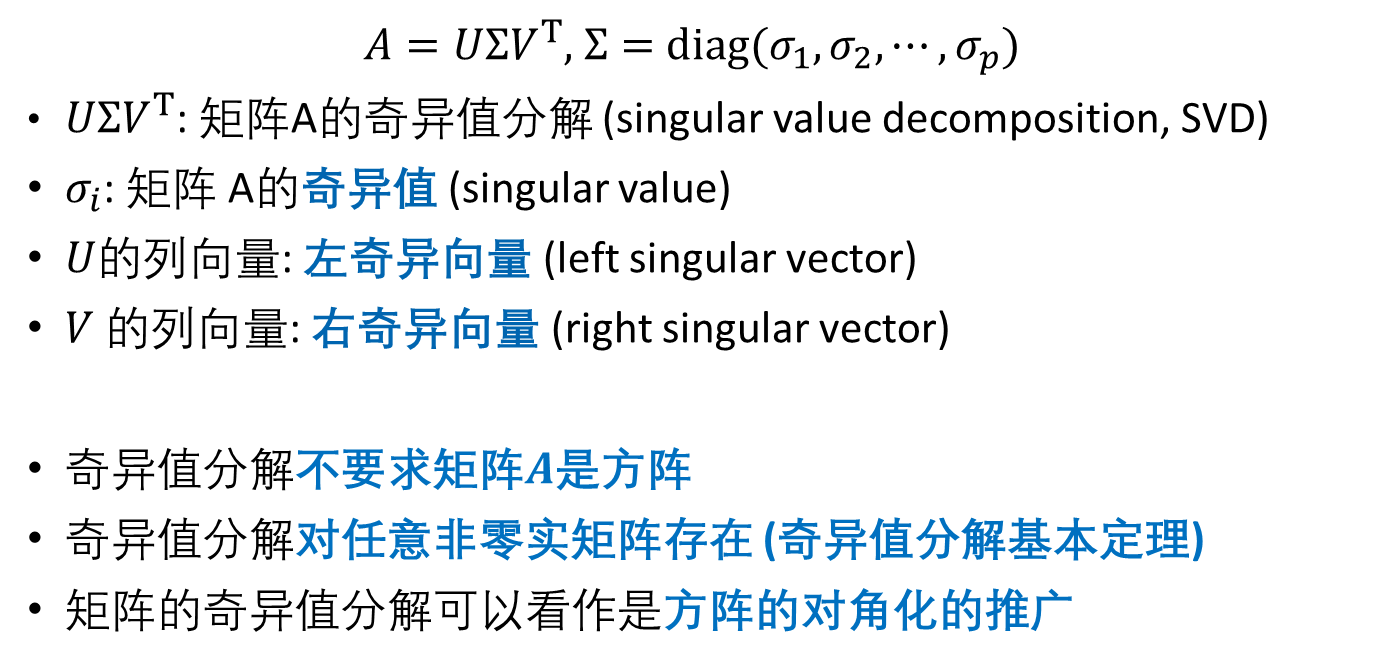 A = UΣVᵀ, Σ = diag(σ₁, σ₂, ⋯, σₚ)
• UΣVᵀ: 矩阵A的奇异值分解 (singular value decomposition, SVD)
• σᵢ: 矩阵 A的奇异值 (singular value)
• U的列向量: 左奇异向量 (left singular vector)
• V 的列向量: 右奇异向量 (right singular vector)
• 奇异值分解不要求矩阵A是方阵
• 奇异值分解对任意非零实矩阵存在 (奇异值分解基本定理)
• 矩阵的奇异值分解可以看作是方阵的对角化的推广